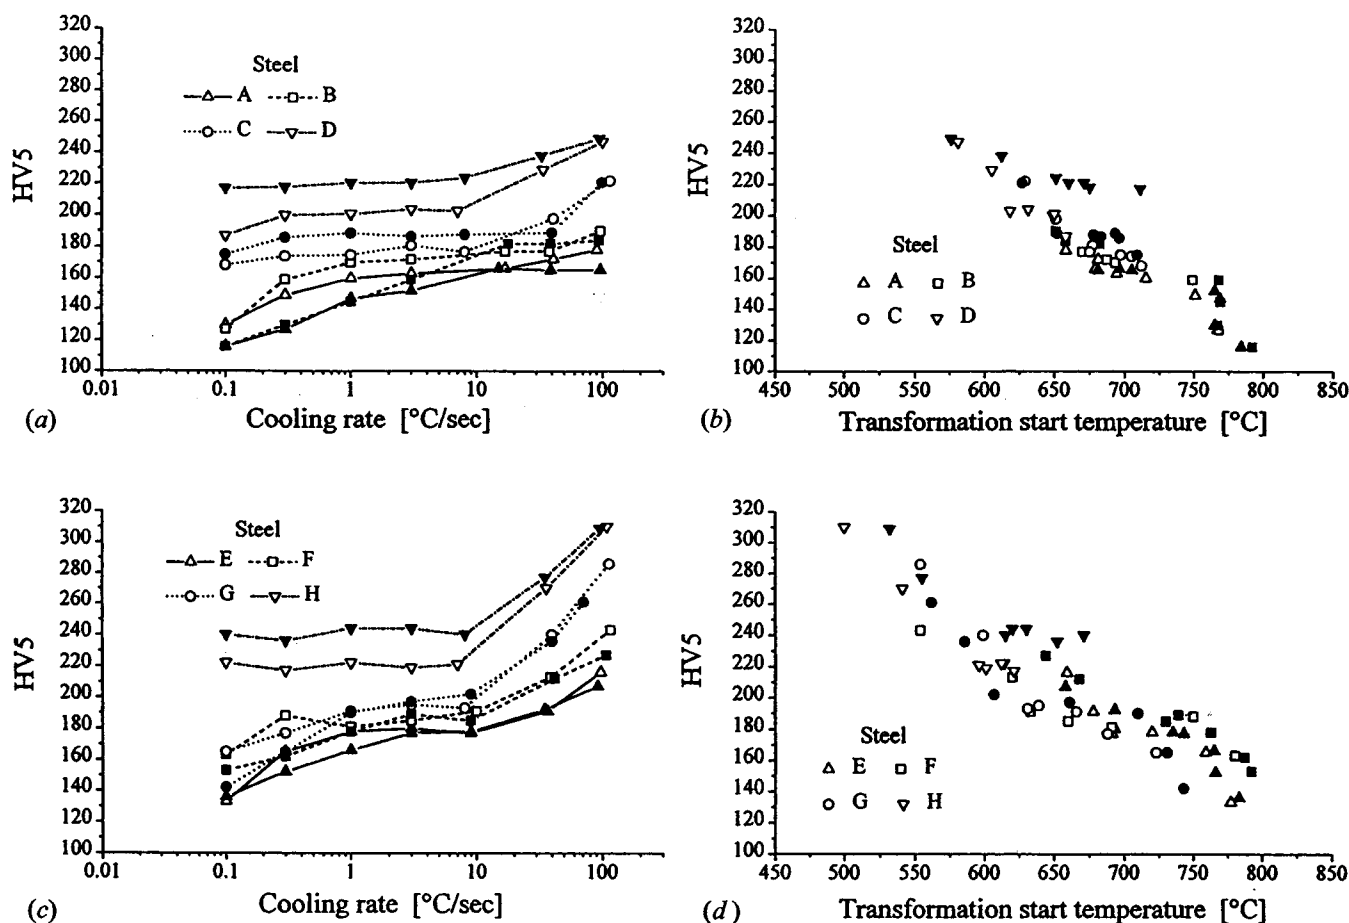 320
300
280
260
240
220
200
180
160
140
120
100
HV5
Steel
A B
C D
0.01 0.1 1 10 100
(a) Cooling rate [°C/sec]
320
300
280
260
240
220
200
180
160
140
120
100
HV5
Steel
A B
C D
450 500 550 600 650 700 750 800 850
(b) Transformation start temperature [°C]
320
300
280
260
240
220
200
180
160
140
120
100
HV5
Steel
E F
G H
0.01 0.1 1 10 100
(c) Cooling rate [°C/sec]
320
300
280
260
240
220
200
180
160
140
120
100
HV5
Steel
E F
G H
450 500 550 600 650 700 750 800 850
(d) Transformation start temperature [°C]